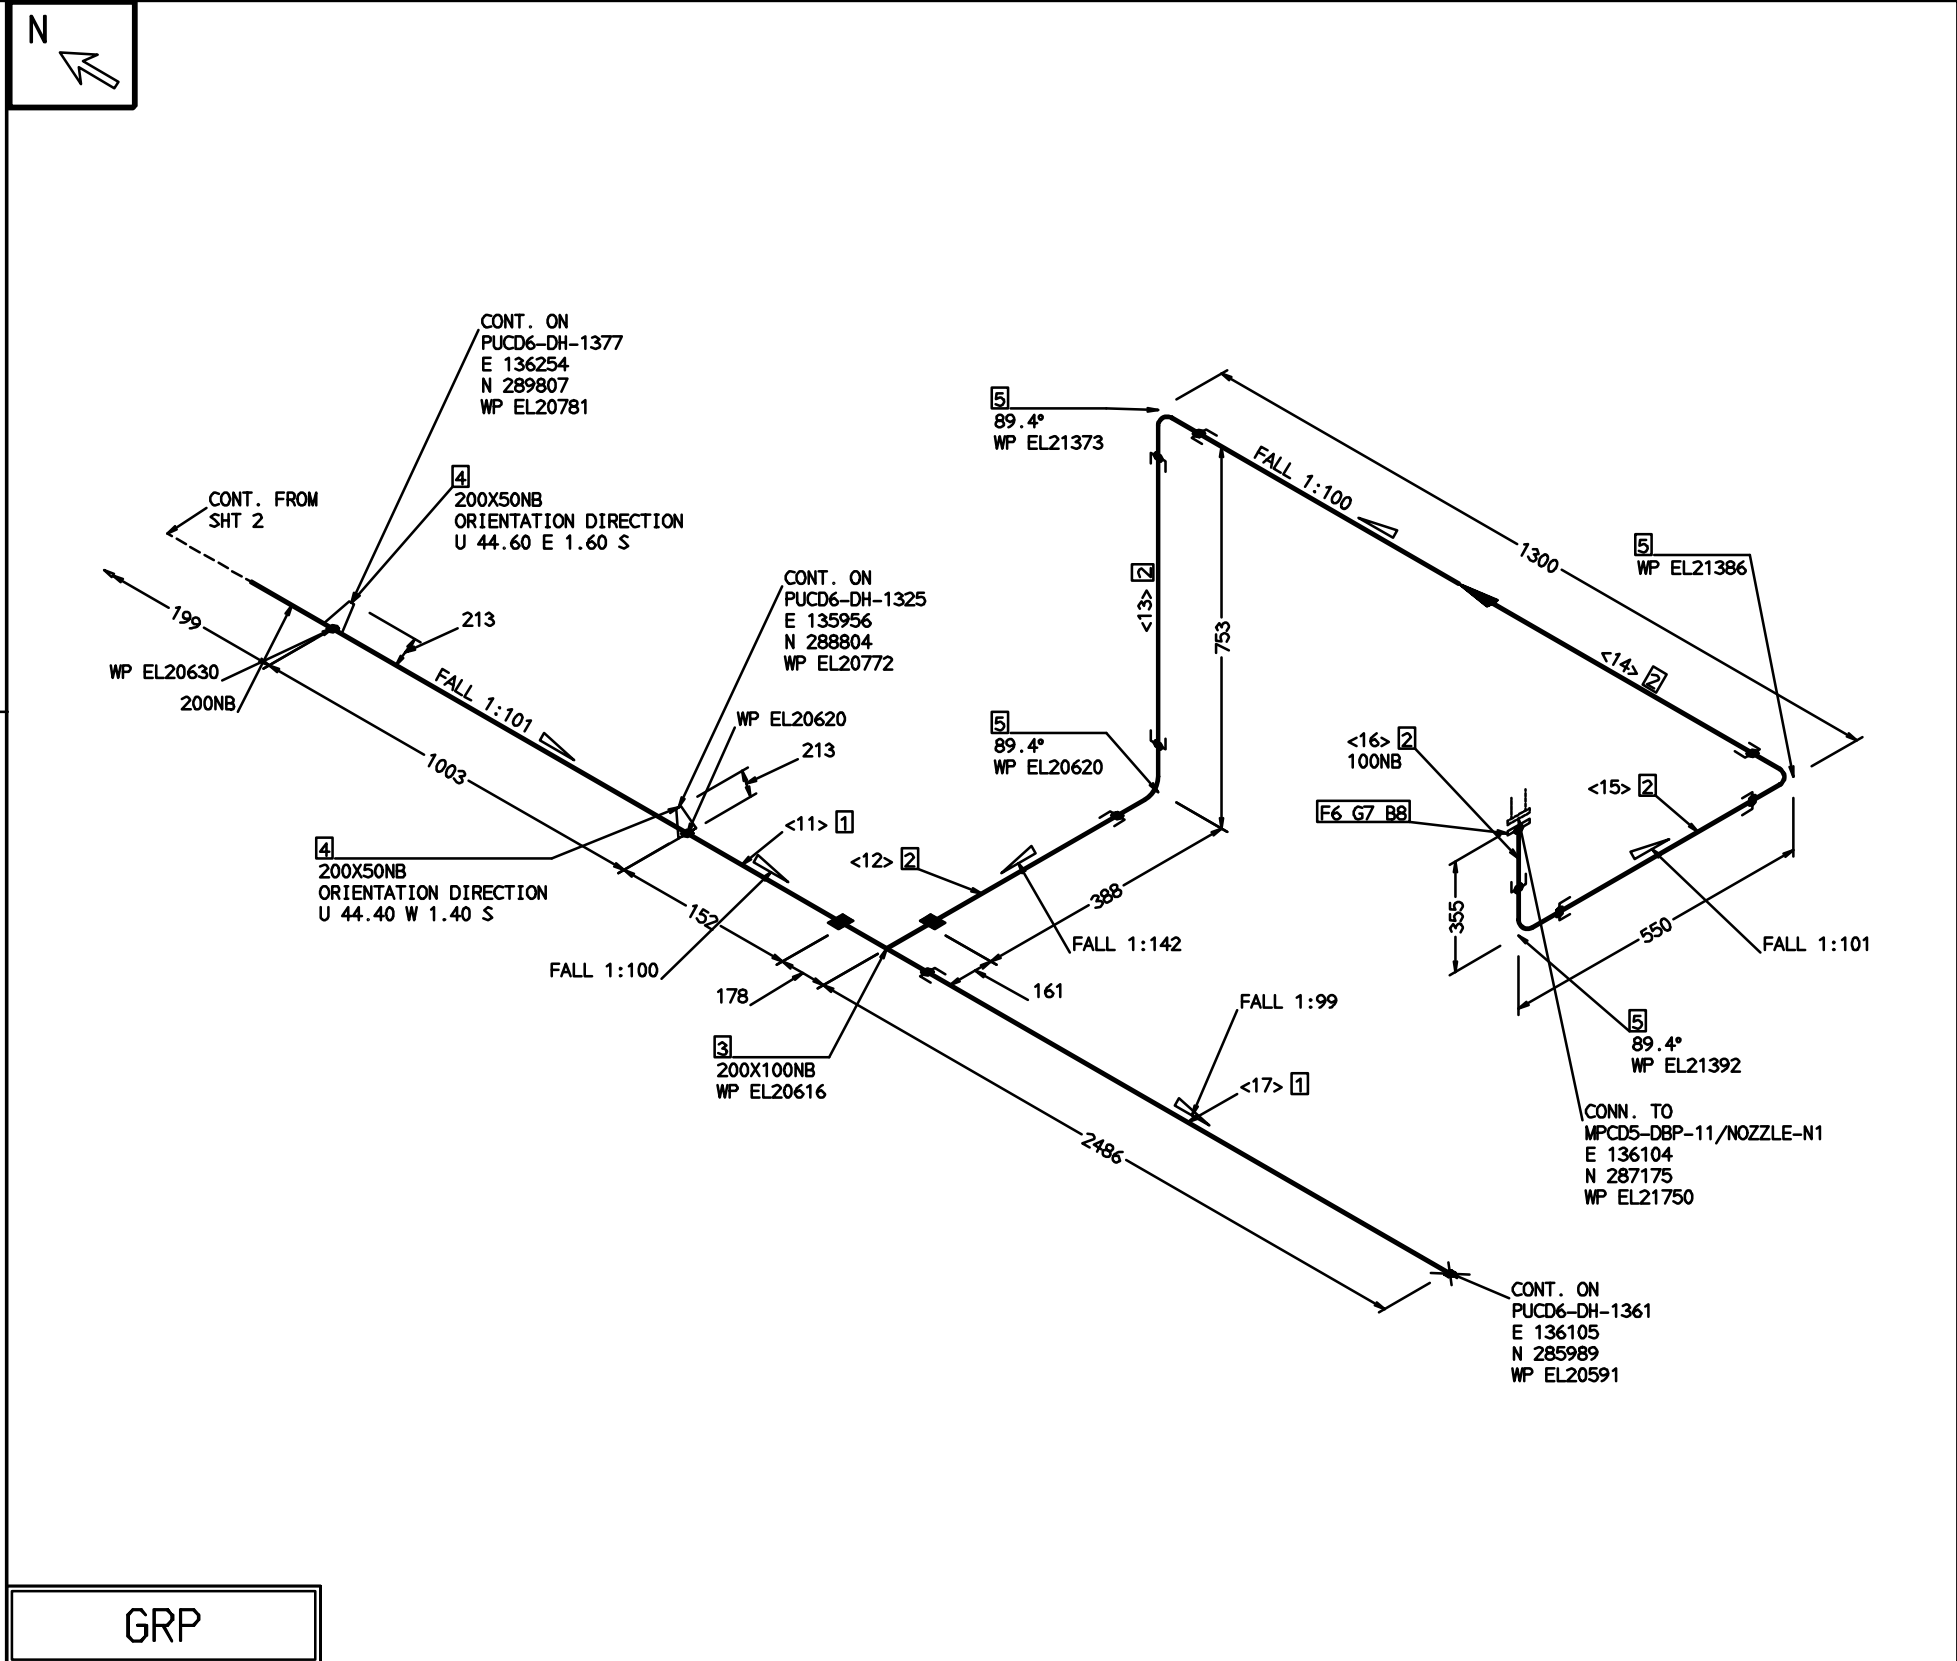 N
CONT. ON
PUCD6-DH-1377
E 136254
N 289807
WP EL20781
4
200X50NB
ORIENTATION DIRECTION
U 44.60 E 1.60 S
CONT. FROM
SHT 2
199
213
WP EL20630
200NB
FALL 1:101
1003
CONT. ON
PUCD6-DH-1325
E 135956
N 288804
WP EL20772
WP EL20620
213
4
200X50NB
ORIENTATION DIRECTION
U 44.40 W 1.40 S
<11> 1
152
FALL 1:100
178
3
200X100NB
WP EL20616
<12> 2
388
FALL 1:142
161
5
89.4°
WP EL21373
<13> 2
753
5
89.4°
WP EL20620
FALL 1:100
1300
<14> 2
5
WP EL21386
<16> 2
100NB
F6 G7 B8
<15> 2
355
550
FALL 1:101
5
89.4°
WP EL21392
CONN. TO
MPCD5-DBP-11/NOZZLE-N1
E 136104
N 287175
WP EL21750
FALL 1:99
<17> 1
2486
CONT. ON
PUCD6-DH-1361
E 136105
N 285989
WP EL20591
GRP